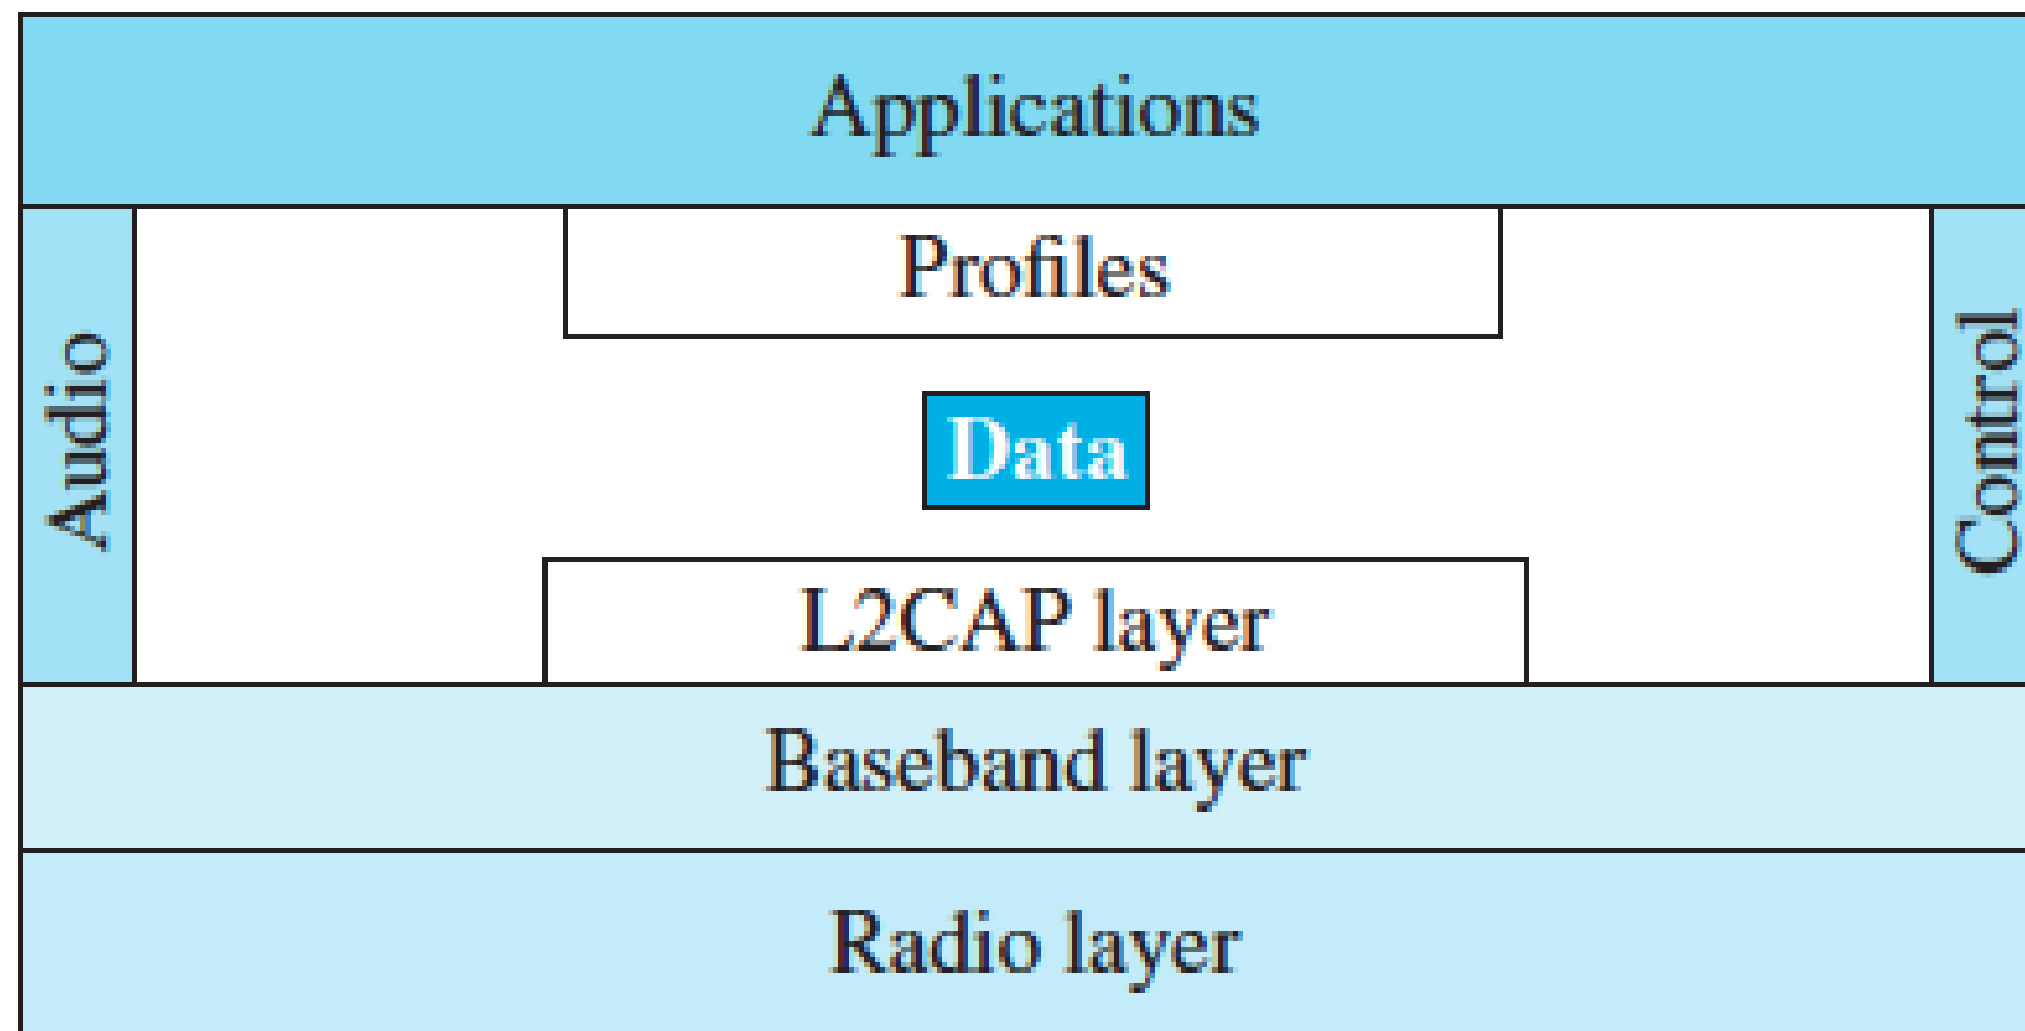 Applications
Profiles
Audio
Data
Control
L2CAP layer
Baseband layer
Radio layer